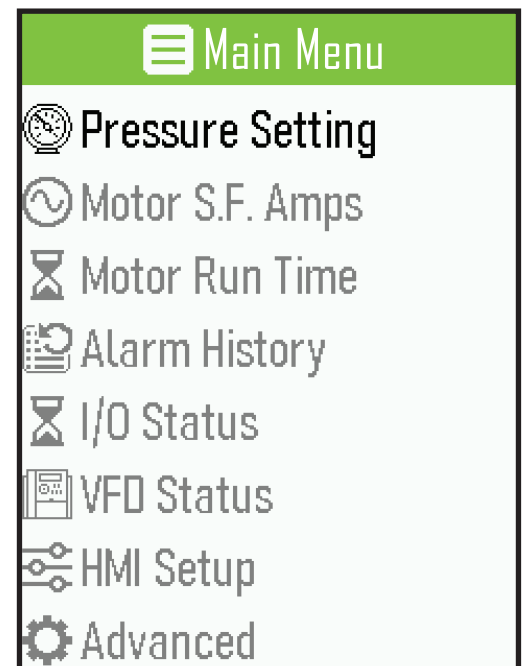 Main Menu
Pressure Setting
Motor S.F. Amps
Motor Run Time
Alarm History
I/O Status
VFD Status
HMI Setup
Advanced